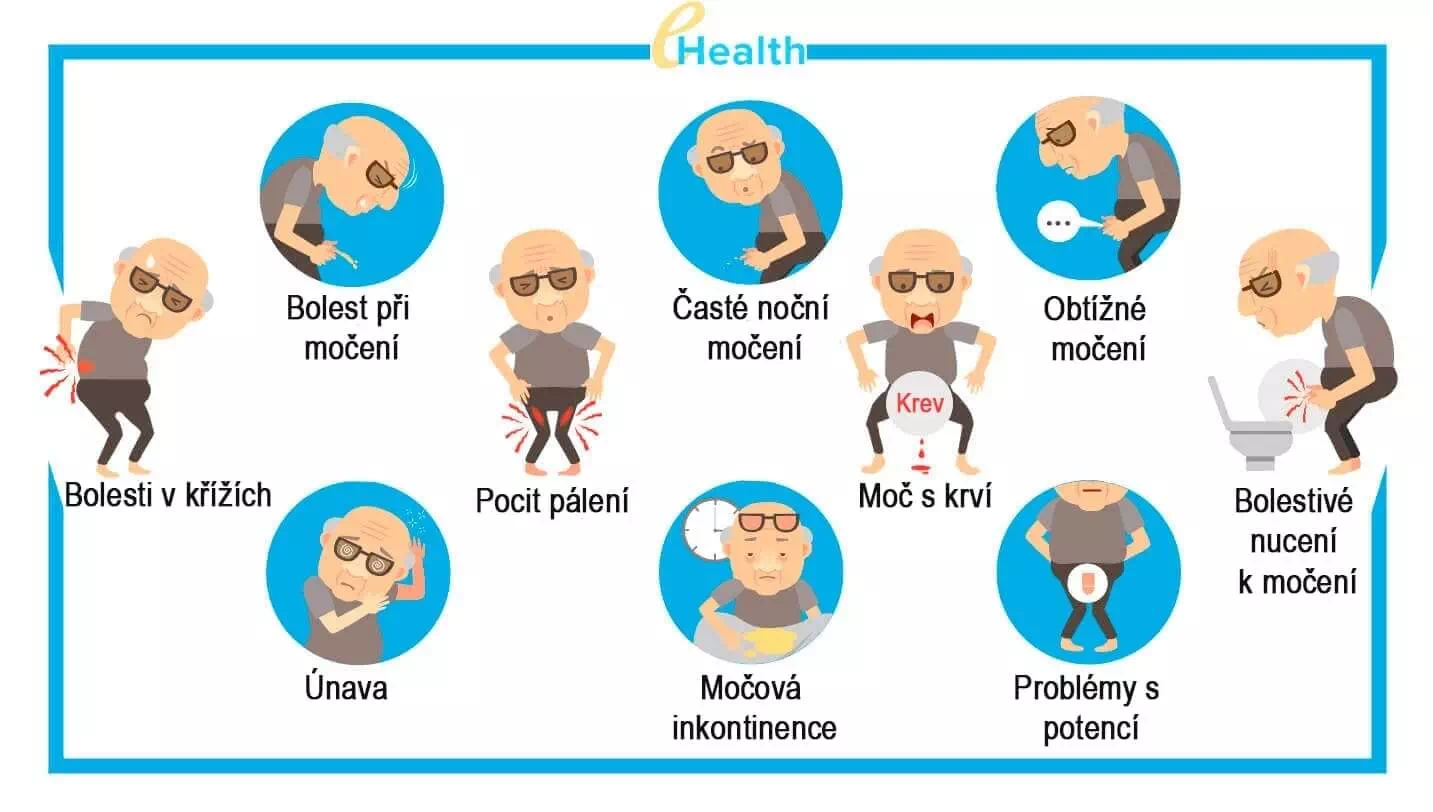 eHealth
Bolest při
močení
Časté noční
močení
Obtížné
močení
Krev
Bolesti v křížích
Pocit pálení
Moč s krví
Bolestivé
nucení
k močení
Únava
Močová
inkontinence
Problémy s
potencí